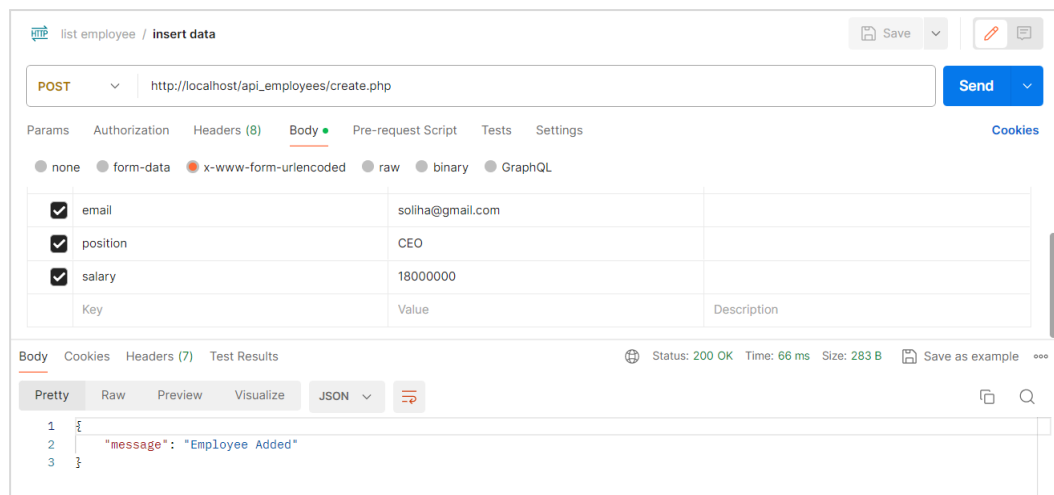 HTTP list employee / insert data Save
POST http://localhost/api_employees/create.php Send
Params Authorization Headers (8) Body Pre-request Script Tests Settings Cookies
none form-data x-www-form-urlencoded raw binary GraphQL
email soliha@gmail.com
position CEO
salary 18000000
Key Value Description
Body Cookies Headers (7) Test Results Status: 200 OK Time: 66 ms Size: 283 B Save as example
Pretty Raw Preview Visualize JSON
1 {
2 "message": "Employee Added"
3 }